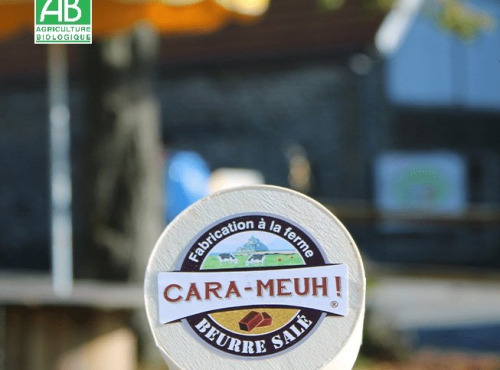 AB
AGRICULTURE
BIOLOGIQUE
Fabrication à la ferme
CARA-MEUH !
®
BEURRE SALÉ